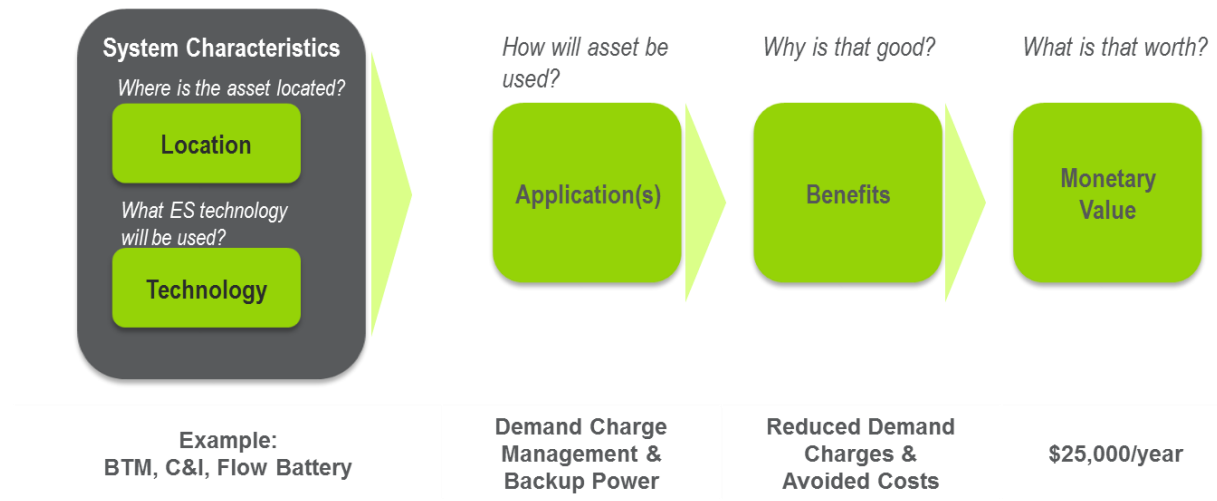 System Characteristics
Where is the asset located?
Location
What ES technology
will be used?
Technology
How will asset be
used?
Application(s)
Why is that good?
Benefits
What is that worth?
Monetary
Value
Example:
BTM, C&I, Flow Battery
Demand Charge
Management &
Backup Power
Reduced Demand
Charges &
Avoided Costs
$25,000/year